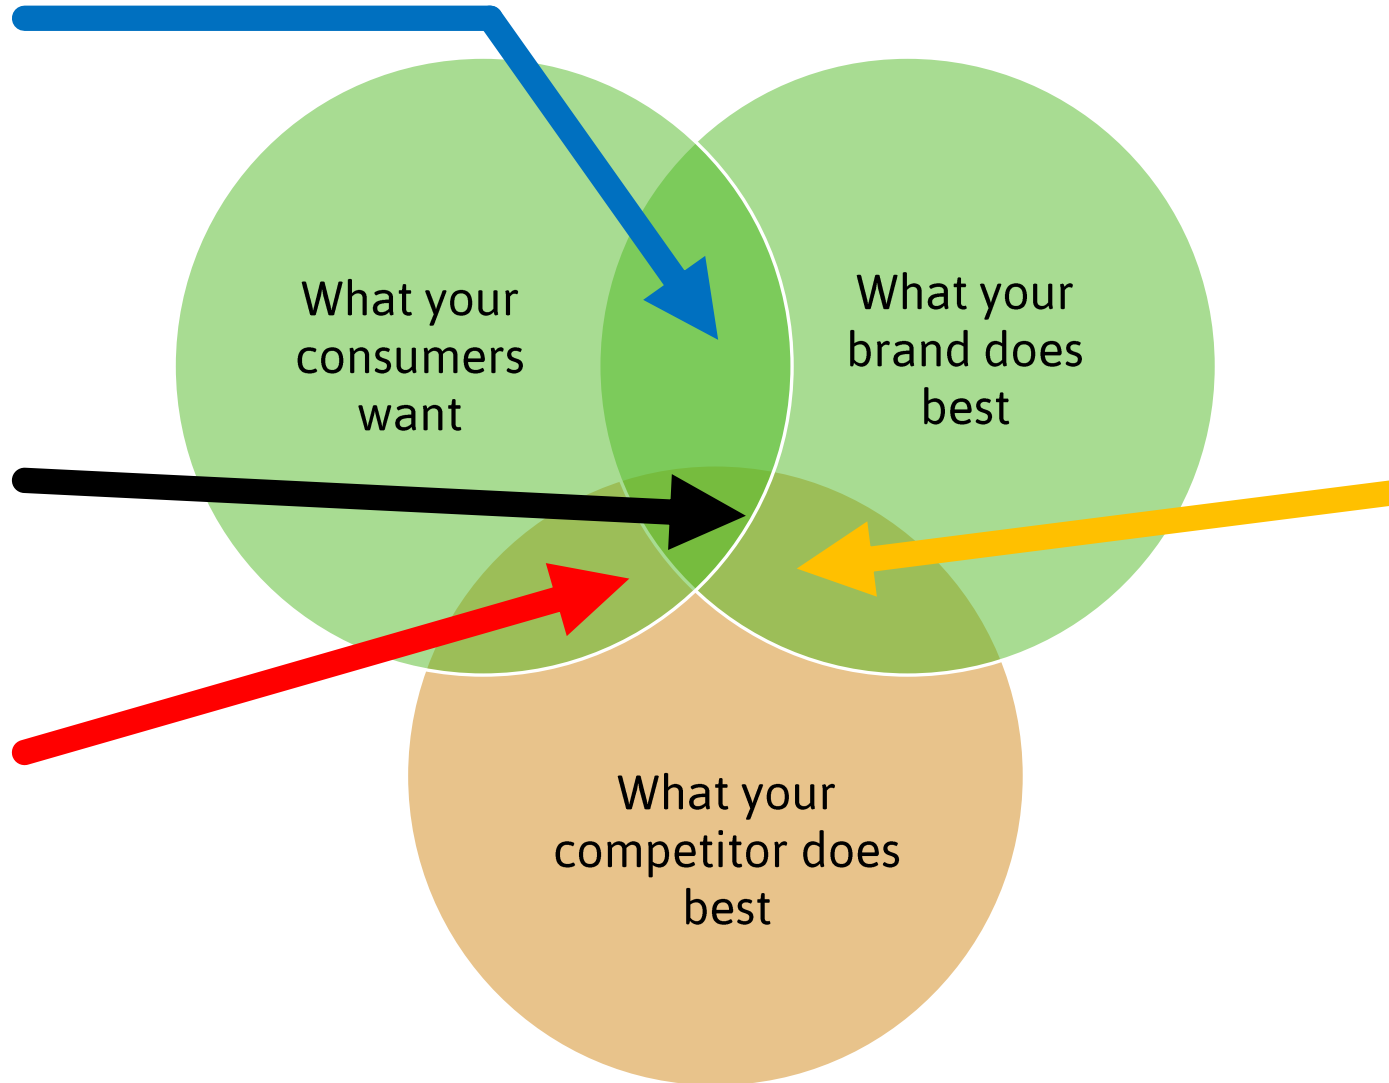 What your
consumers
want
What your
brand does
best
What your
competitor does
best